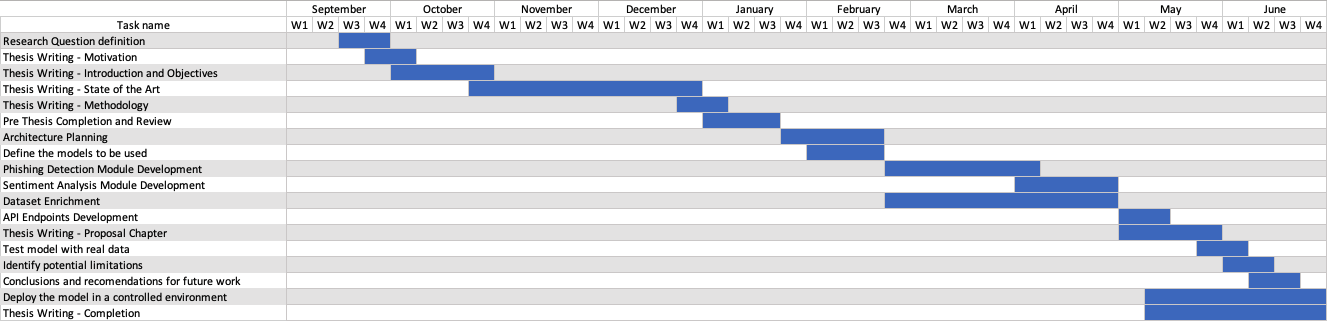 September October November December January February March April May June
Task name W1 W2 W3 W4 W1 W2 W3 W4 W1 W2 W3 W4 W1 W2 W3 W4 W1 W2 W3 W4 W1 W2 W3 W4 W1 W2 W3 W4 W1 W2 W3 W4 W1 W2 W3 W4 W1 W2 W3 W4
Research Question definition
Thesis Writing - Motivation
Thesis Writing - Introduction and Objectives
Thesis Writing - State of the Art
Thesis Writing - Methodology
Pre Thesis Completion and Review
Architecture Planning
Define the models to be used
Phishing Detection Module Development
Sentiment Analysis Module Development
Dataset Enrichment
API Endpoints Development
Thesis Writing - Proposal Chapter
Test model with real data
Identify potential limitations
Conclusions and recomendations for future work
Deploy the model in a controlled environment
Thesis Writing - Completion